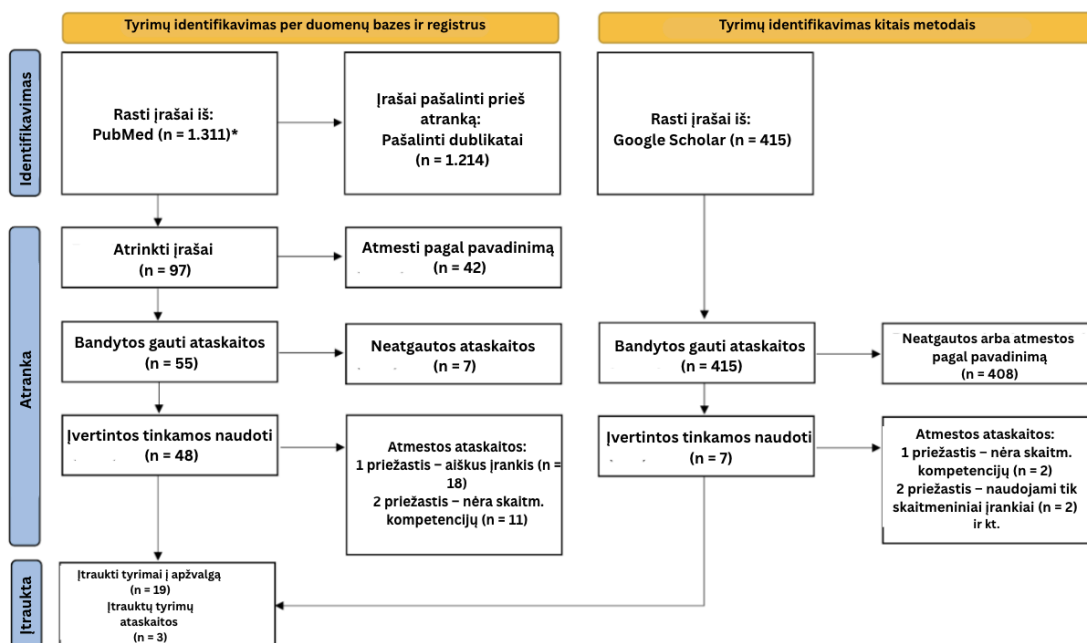 Tyrimų identifikavimas per duomenų bazes ir registrus
Tyrimų identifikavimas kitais metodais
Identifikavimas
Rasti įrašai iš:
PubMed (n = 1.311)*
Įrašai pašalinti prieš
atranką:
Pašalinti dublikatai
(n = 1.214)
Rasti įrašai iš:
Google Scholar (n = 415)
Atranka
Atrinkti įrašai
(n = 97)
Atmesti pagal pavadinimą
(n = 42)
Bandytos gauti ataskaitos
(n = 55)
Neatgautos ataskaitos
(n = 7)
Bandytos gauti ataskaitos
(n = 415)
Neatgautos arba atmestos
pagal pavadinimą
(n = 408)
Įvertintos tinkamos naudoti
(n = 48)
Atmestos ataskaitos:
1 priežastis – aiškus įrankis (n =
18)
2 priežastis – nėra skaitm.
kompetencijų (n = 11)
Įvertintos tinkamos naudoti
(n = 7)
Atmestos ataskaitos:
1 priežastis – nėra skaitm.
kompetencijų (n = 2)
2 priežastis – naudojami tik
skaitmeniniai įrankiai (n = 2)
ir kt.
Įtraukta
Įtraukti tyrimai į apžvalgą
(n = 19)
Įtrauktų tyrimų
ataskaitos
(n = 3)